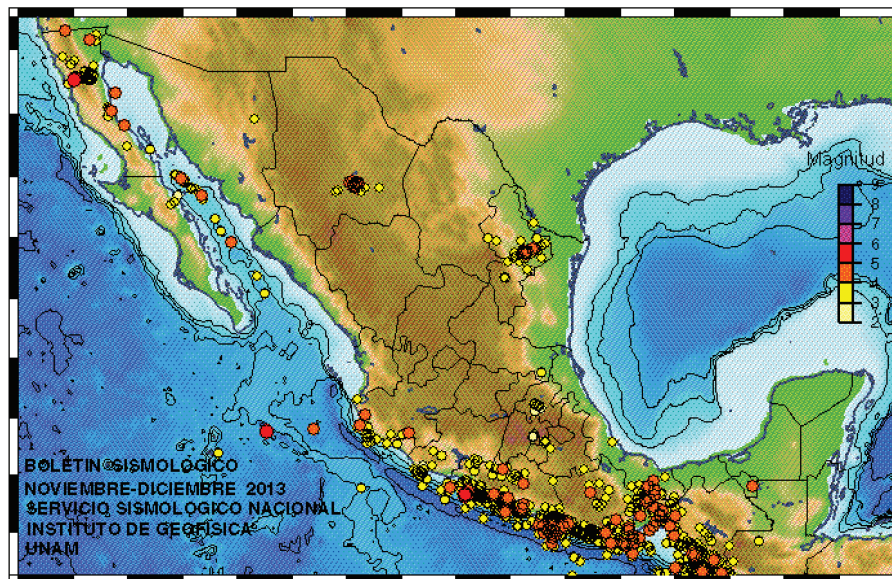 Magnitud
9
8
7
6
5
4
3
2
BOLETIN SISMOLOGICO
NOVIEMBRE-DICIEMBRE 2013
SERVICIO SISMOLOGICO NACIONAL
INSTITUTO DE GEOFISICA
UNAM